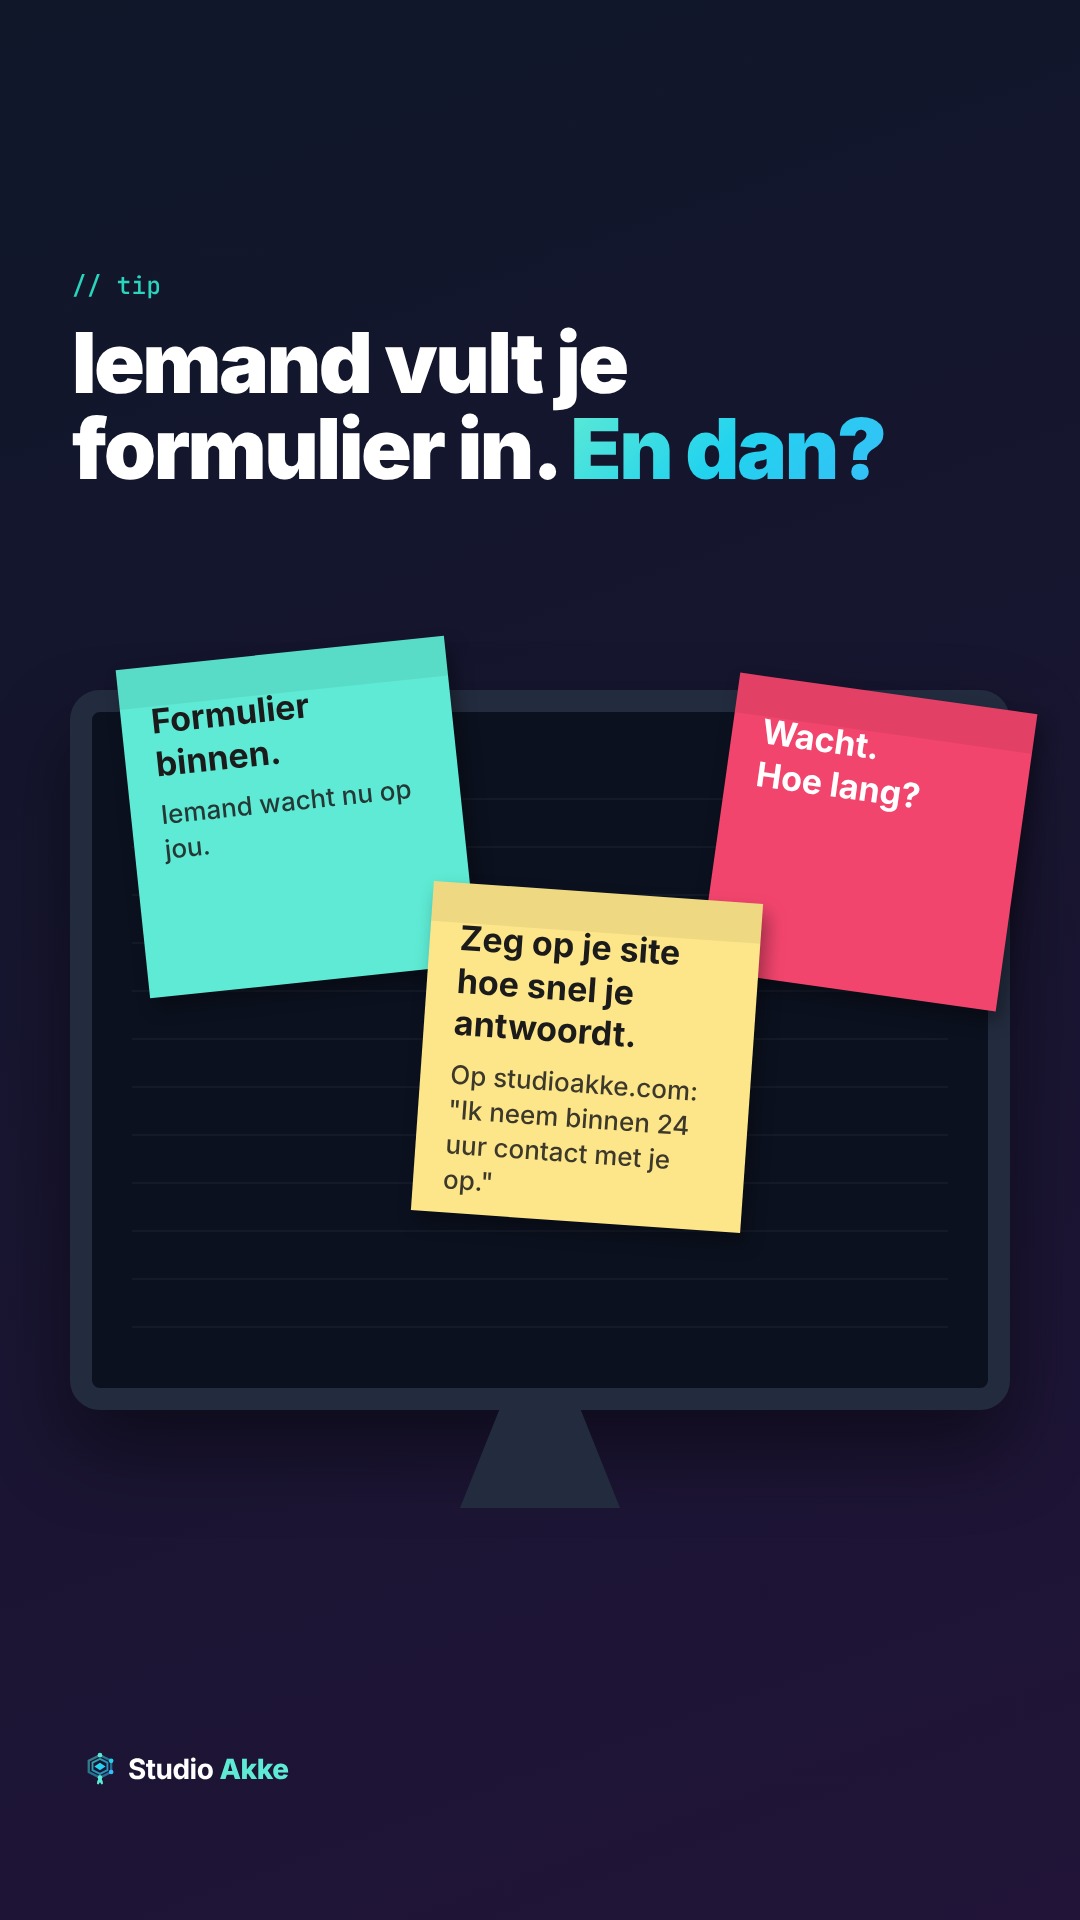 // tip
Iemand vult je
formulier in. En dan?
Formulier
binnen.
Iemand wacht nu op
jou.
Wacht.
Hoe lang?
Zeg op je site
hoe snel je
antwoordt.
Op studioakke.com:
"Ik neem binnen 24
uur contact met je
op."
Studio Akke